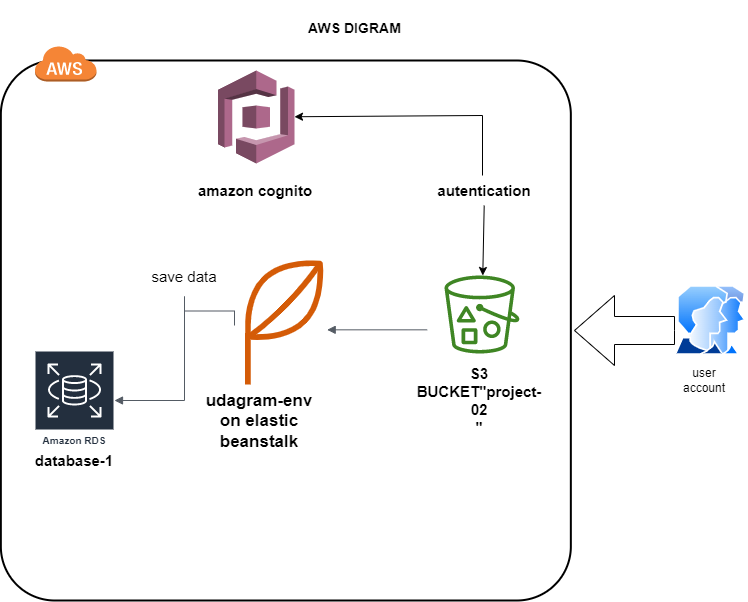 AWS DIGRAM
AWS
amazon cognito
autentication
save data
S3
BUCKET"project-
02
"
user
account
udagram-env
on elastic
beanstalk
Amazon RDS
database-1